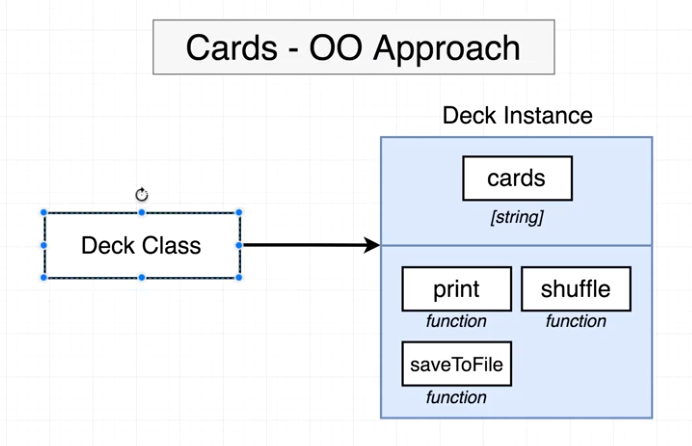 Cards - OO Approach
Deck Instance
cards
[string]
Deck Class
print
shuffle
function
function
saveToFile
function